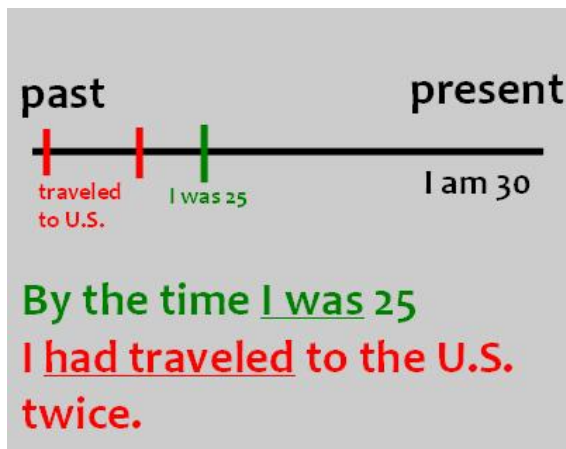 past
present
traveled
to U.S.
I was 25
I am 30
By the time I was 25
I had traveled to the U.S.
twice.